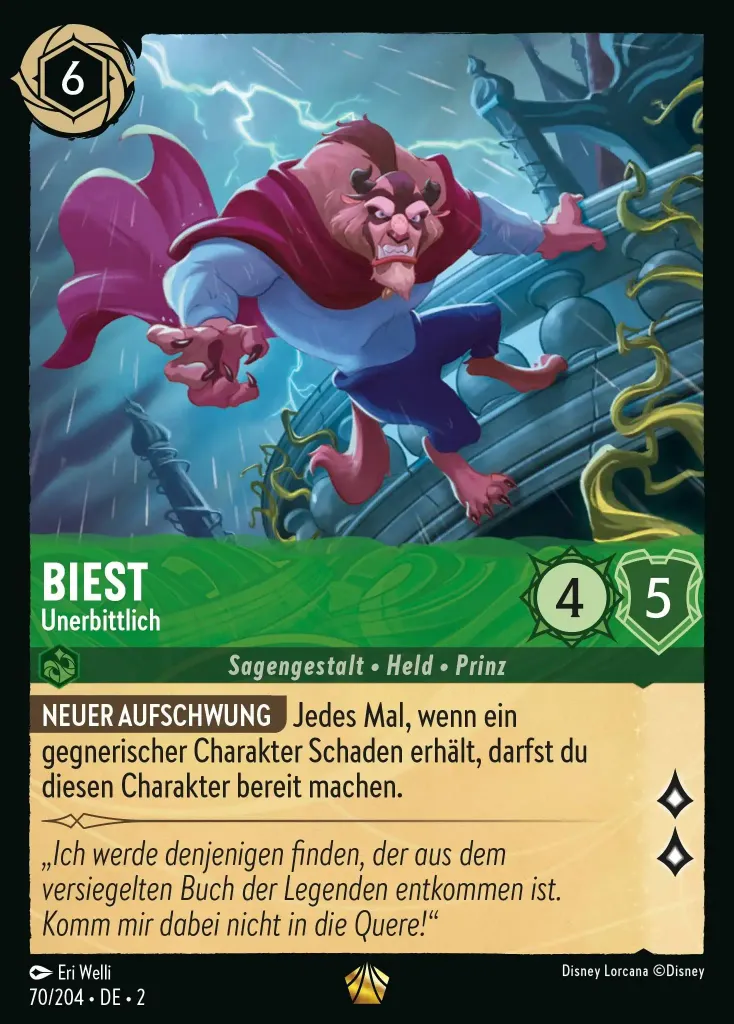 6
BIEST
Unerbittlich
4
5
Sagengestalt • Held • Prinz
NEUER AUFSCHWUNG Jedes Mal, wenn ein
gegnerischer Charakter Schaden erhält, darfst du
diesen Charakter bereit machen.
„Ich werde denjenigen finden, der aus dem
versiegelten Buch der Legenden entkommen ist.
Komm mir dabei nicht in die Quere!“
Eri Welli
Disney Lorcana ©Disney
70/204 • DE • 2